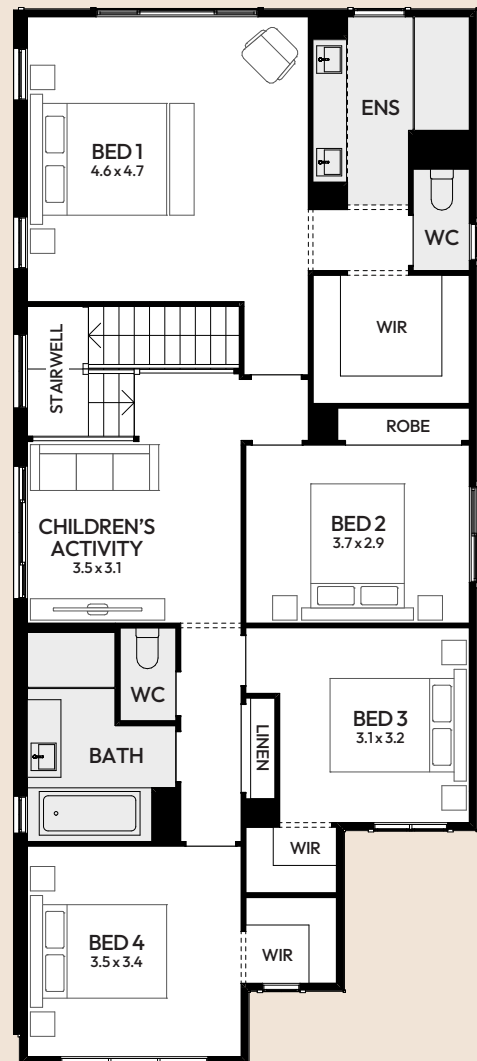 BED 1
4.6 x 4.7
ENS
WC
WIR
STAIRWELL
ROBE
CHILDREN'S
ACTIVITY
3.5 x 3.1
BED 2
3.7 x 2.9
WC
BATH
LINEN
BED 3
3.1 x 3.2
WIR
BED 4
3.5 x 3.4
WIR